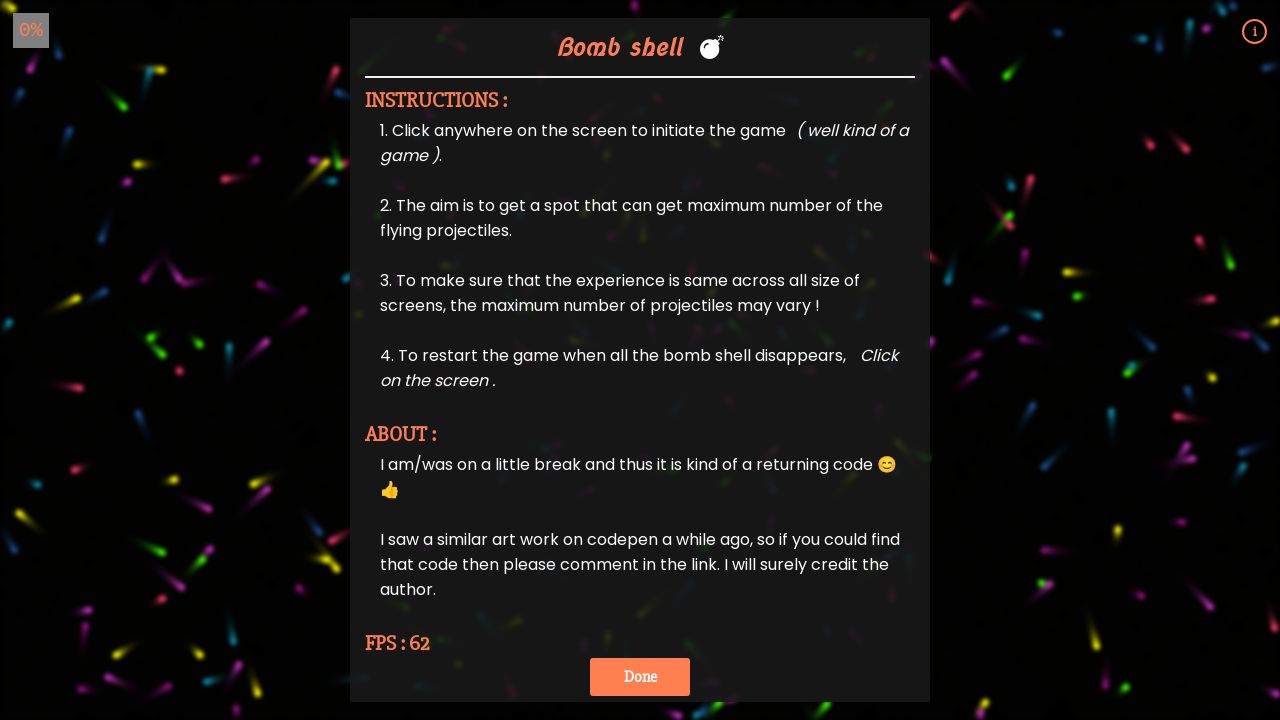 0%
i
Bomb shell 💣
INSTRUCTIONS :
1. Click anywhere on the screen to initiate the game ( well kind of a
game ).
2. The aim is to get a spot that can get maximum number of the
flying projectiles.
3. To make sure that the experience is same across all size of
screens, the maximum number of projectiles may vary !
4. To restart the game when all the bomb shell disappears, Click
on the screen .
ABOUT :
I am/was on a little break and thus it is kind of a returning code 😊
👍
I saw a similar art work on codepen a while ago, so if you could find
that code then please comment in the link. I will surely credit the
author.
FPS : 62
Done